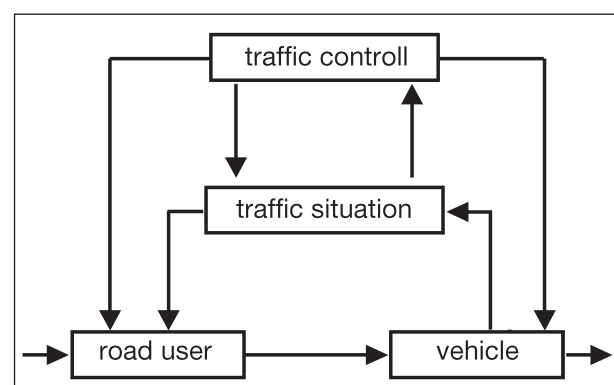 traffic controll
traffic situation
road user
vehicle